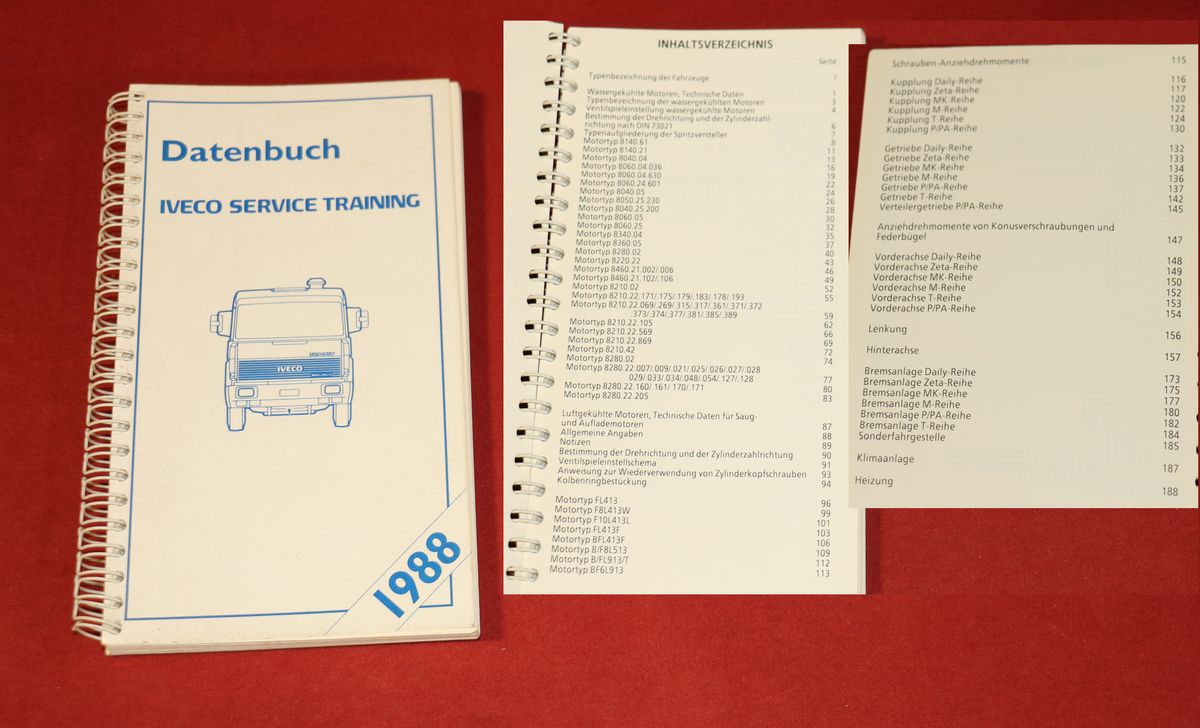 Datenbuch
IVECO SERVICE TRAINING
IVECO
1988
INHALTSVERZEICHNIS
Seite
Typenbezeichnung der Fahrzeuge 1
Wassergekühlte Motoren, Technische Daten 1
Typenbezeichnung der wassergekühlten Motoren 3
Ventilspieleinstellung wassergekühlte Motoren 4
Bestimmung der Drehrichtung und der Zylinderzahl-
richtung nach DIN 73021 6
Typenaufgliederung der Spritzversteller 7
Motortyp 8140.61 8
Motortyp 8140.21 11
Motortyp 8040.04 13
Motortyp 8060.04.036 16
Motortyp 8060.04.630 19
Motortyp 8060.24.601 22
Motortyp 8040.05 24
Motortyp 8050.25.230 26
Motortyp 8040.25.200 28
Motortyp 8060.05 30
Motortyp 8060.25 32
Motortyp 8340.04 35
Motortyp 8360.05 37
Motortyp 8280.02 40
Motortyp 8220.22 43
Motortyp 8460.21.002/.006 46
Motortyp 8460.21.102/.106 49
Motortyp 8210.02 52
Motortyp 8210.22.171/.175/.179/.183/.178/.193 55
Motortyp 8210.22.069/.269/.315/.317/.361/.371/.372
.373/.374/.377/.381/.385/.389 59
Motortyp 8210.22.105 62
Motortyp 8210.22.569 66
Motortyp 8210.22.869 69
Motortyp 8210.42 72
Motortyp 8280.02 74
Motortyp 8280.22.007/.009/.021/.025/.026/.027/.028
.029/.033/.034/.048/.054/.127/.128 77
Motortyp 8280.22.160/.161/.170/.171 80
Motortyp 8280.22.205 83
Luftgekühlte Motoren, Technische Daten für Saug-
und Auflademotoren 87
Allgemeine Angaben 88
Notizen 89
Bestimmung der Drehrichtung und der Zylinderzahlrichtung 90
Ventilspieleinstellschema 91
Anweisung zur Wiederverwendung von Zylinderkopfschrauben 93
Kolbenringbestückung 94
Motortyp FL413 96
Motortyp F8L413W 99
Motortyp F10L413L 101
Motortyp FL413F 103
Motortyp BFL413F 106
Motortyp B/F8L513 109
Motortyp B/FL913/T 112
Motortyp BF6L913 113
Schrauben-Anziehdrehmomente 115
Kupplung Daily-Reihe 116
Kupplung Zeta-Reihe 117
Kupplung MK-Reihe 120
Kupplung M-Reihe 122
Kupplung T-Reihe 124
Kupplung P/PA-Reihe 130
Getriebe Daily-Reihe 132
Getriebe Zeta-Reihe 133
Getriebe MK-Reihe 134
Getriebe M-Reihe 136
Getriebe P/PA-Reihe 137
Getriebe T-Reihe 142
Verteilergetriebe P/PA-Reihe 145
Anziehdrehmomente von Konusverschraubungen und
Federbügel 147
Vorderachse Daily-Reihe 148
Vorderachse Zeta-Reihe 149
Vorderachse MK-Reihe 150
Vorderachse M-Reihe 152
Vorderachse T-Reihe 153
Vorderachse P/PA-Reihe 154
Lenkung 156
Hinterachse 157
Bremsanlage Daily-Reihe 173
Bremsanlage Zeta-Reihe 175
Bremsanlage MK-Reihe 177
Bremsanlage M-Reihe 180
Bremsanlage P/PA-Reihe 182
Bremsanlage T-Reihe 184
Sonderfahrgestelle 185
Klimaanlage 187
Heizung 188